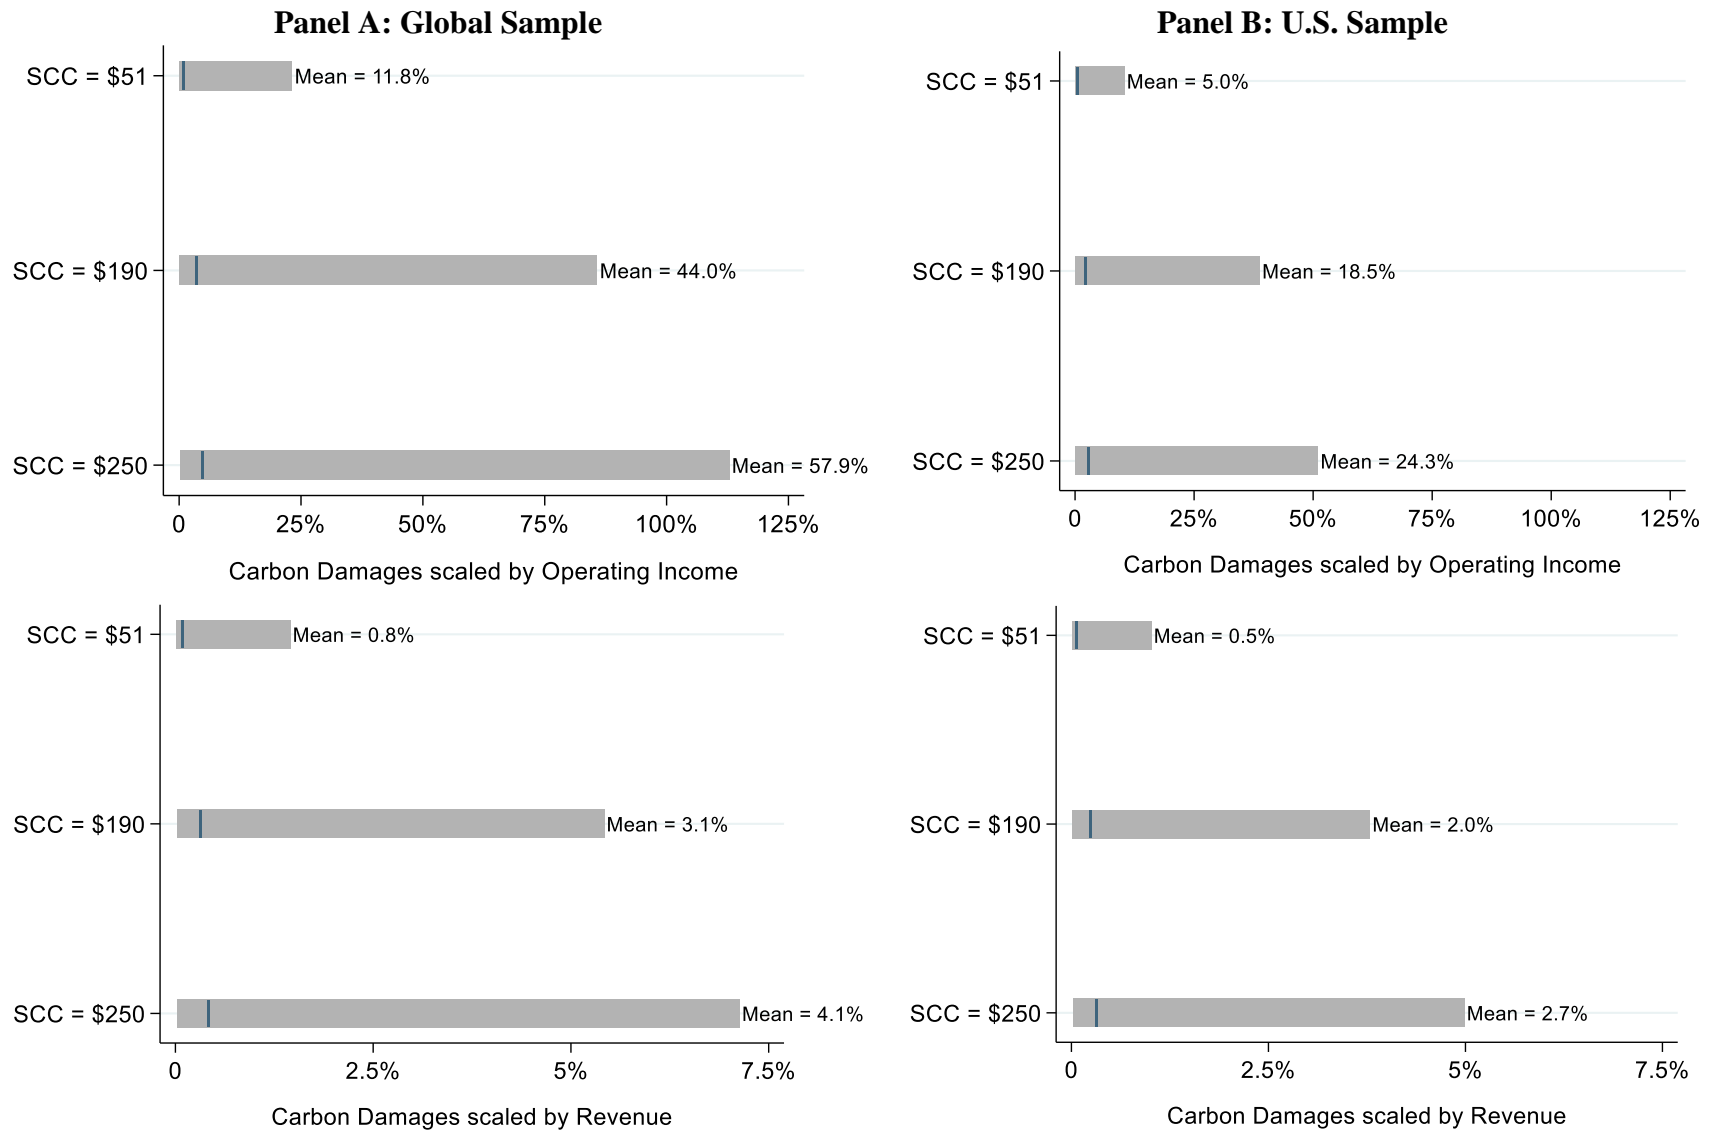 Panel A: Global Sample
SCC = $51
Mean = 11.8%
SCC = $190
Mean = 44.0%
SCC = $250
Mean = 57.9%
0 25% 50% 75% 100% 125%
Carbon Damages scaled by Operating Income
SCC = $51
Mean = 0.8%
SCC = $190
Mean = 3.1%
SCC = $250
Mean = 4.1%
0 2.5% 5% 7.5%
Carbon Damages scaled by Revenue
Panel B: U.S. Sample
SCC = $51
Mean = 5.0%
SCC = $190
Mean = 18.5%
SCC = $250
Mean = 24.3%
0 25% 50% 75% 100% 125%
Carbon Damages scaled by Operating Income
SCC = $51
Mean = 0.5%
SCC = $190
Mean = 2.0%
SCC = $250
Mean = 2.7%
0 2.5% 5% 7.5%
Carbon Damages scaled by Revenue